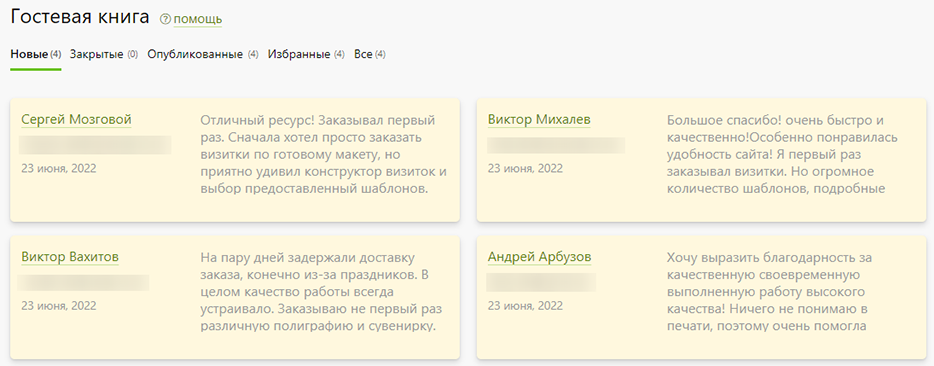 Гостевая книга ? помощь
Новые (4) Закрытые (0) Опубликованные (4) Избранные (4) Все (4)
Сергей Мозговой
23 июня, 2022
Отличный ресурс! Заказывал первый
раз. Сначала хотел просто заказать
визитки по готовому макету, но
приятно удивил конструктор визиток и
выбор предоставленный шаблонов.
Виктор Михалев
23 июня, 2022
Большое спасибо! очень быстро и
качественно!Особенно понравилась
удобность сайта! Я первый раз
заказывал визитки. Но огромное
количество шаблонов, подробные
Виктор Вахитов
23 июня, 2022
На пару дней задержали доставку
заказа, конечно из-за праздников. В
целом качество работы всегда
устраивало. Заказываю не первый раз
различную полиграфию и сувенирку.
Андрей Арбузов
23 июня, 2022
Хочу выразить благодарность за
качественную своевременную
выполненную работу высокого
качества! Ничего не понимаю в
печати, поэтому очень помогла